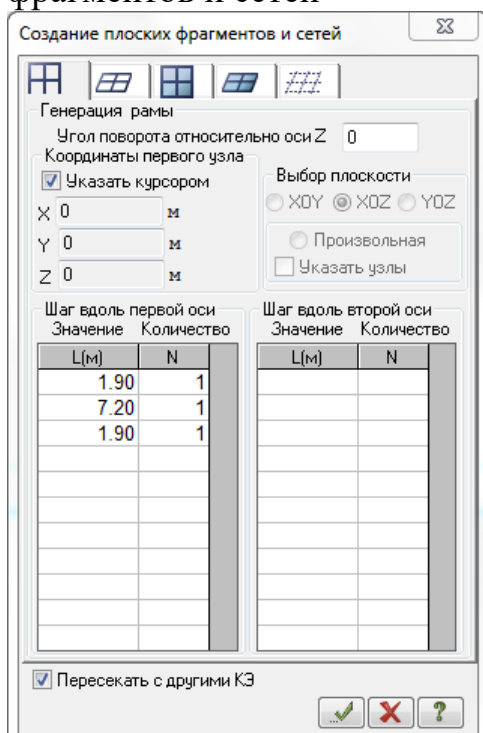 фрагментов и сетей
Создание плоских фрагментов и сетей
Генерация рамы
Угол поворота относительно оси Z 0
Координаты первого узла
Указать курсором
X 0 м
Y 0 м
Z 0 м
Выбор плоскости
XOY XOZ YOZ
Произвольная
Указать узлы
Шаг вдоль первой оси
Значение Количество
L(м) N
1.90 1
7.20 1
1.90 1
Шаг вдоль второй оси
Значение Количество
L(м) N
Пересекать с другими КЭ
?